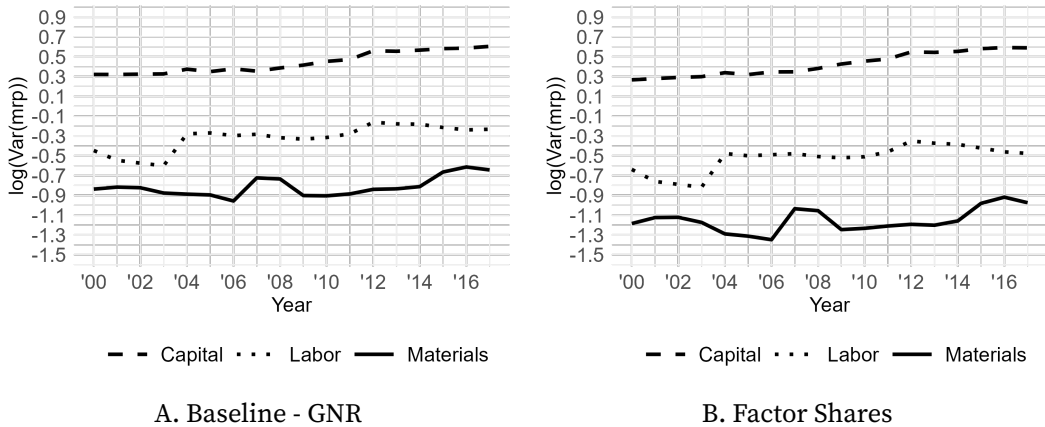 log(Var(mrp))
0.9
0.7
0.5
0.3
0.1
-0.1
-0.3
-0.5
-0.7
-0.9
-1.1
-1.3
-1.5
'00 '02 '04 '06 '08 '10 '12 '14 '16
Year
Capital Labor Materials
A. Baseline - GNR
log(Var(mrp))
0.9
0.7
0.5
0.3
0.1
-0.1
-0.3
-0.5
-0.7
-0.9
-1.1
-1.3
-1.5
'00 '02 '04 '06 '08 '10 '12 '14 '16
Year
Capital Labor Materials
B. Factor Shares